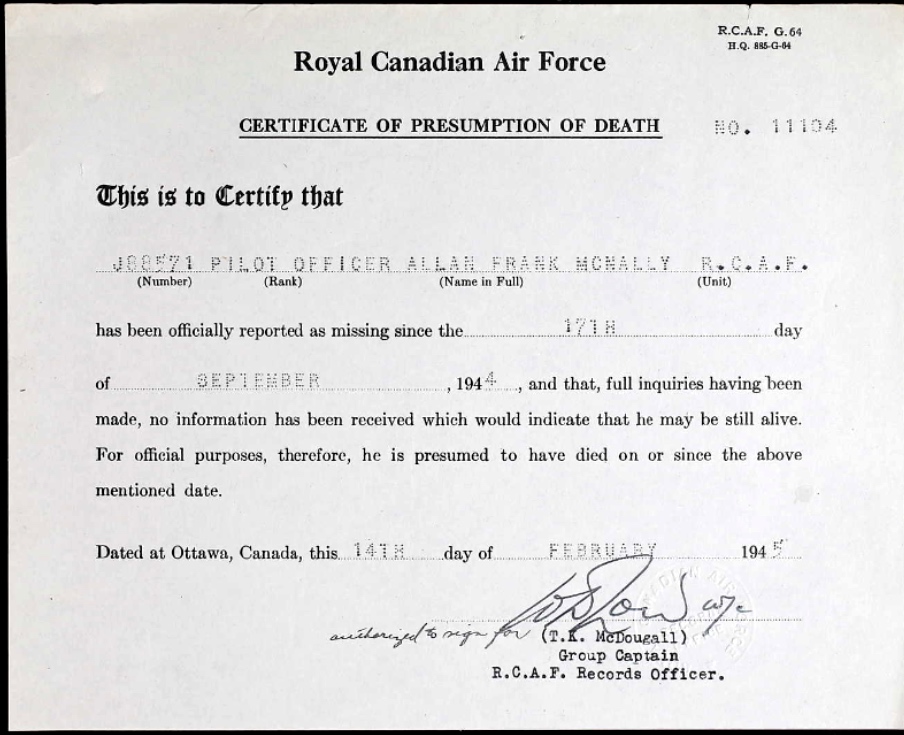 R.C.A.F. G. 64
H.Q. 885-G-64
Royal Canadian Air Force
CERTIFICATE OF PRESUMPTION OF DEATH NO. 11104
This is to Certify that
J88571 PILOT OFFICER ALLAN FRANK MCNALLY R.C.A.F.
(Number) (Rank) (Name in Full) (Unit)
has been officially reported as missing since the 17TH day
of SEPTEMBER , 1944 , and that, full inquiries having been
made, no information has been received which would indicate that he may be still alive.
For official purposes, therefore, he is presumed to have died on or since the above
mentioned date.
Dated at Ottawa, Canada, this 14TH day of FEBRUARY 1945
authorized to sign for (T.K. McDougall)
Group Captain
R.C.A.F. Records Officer.